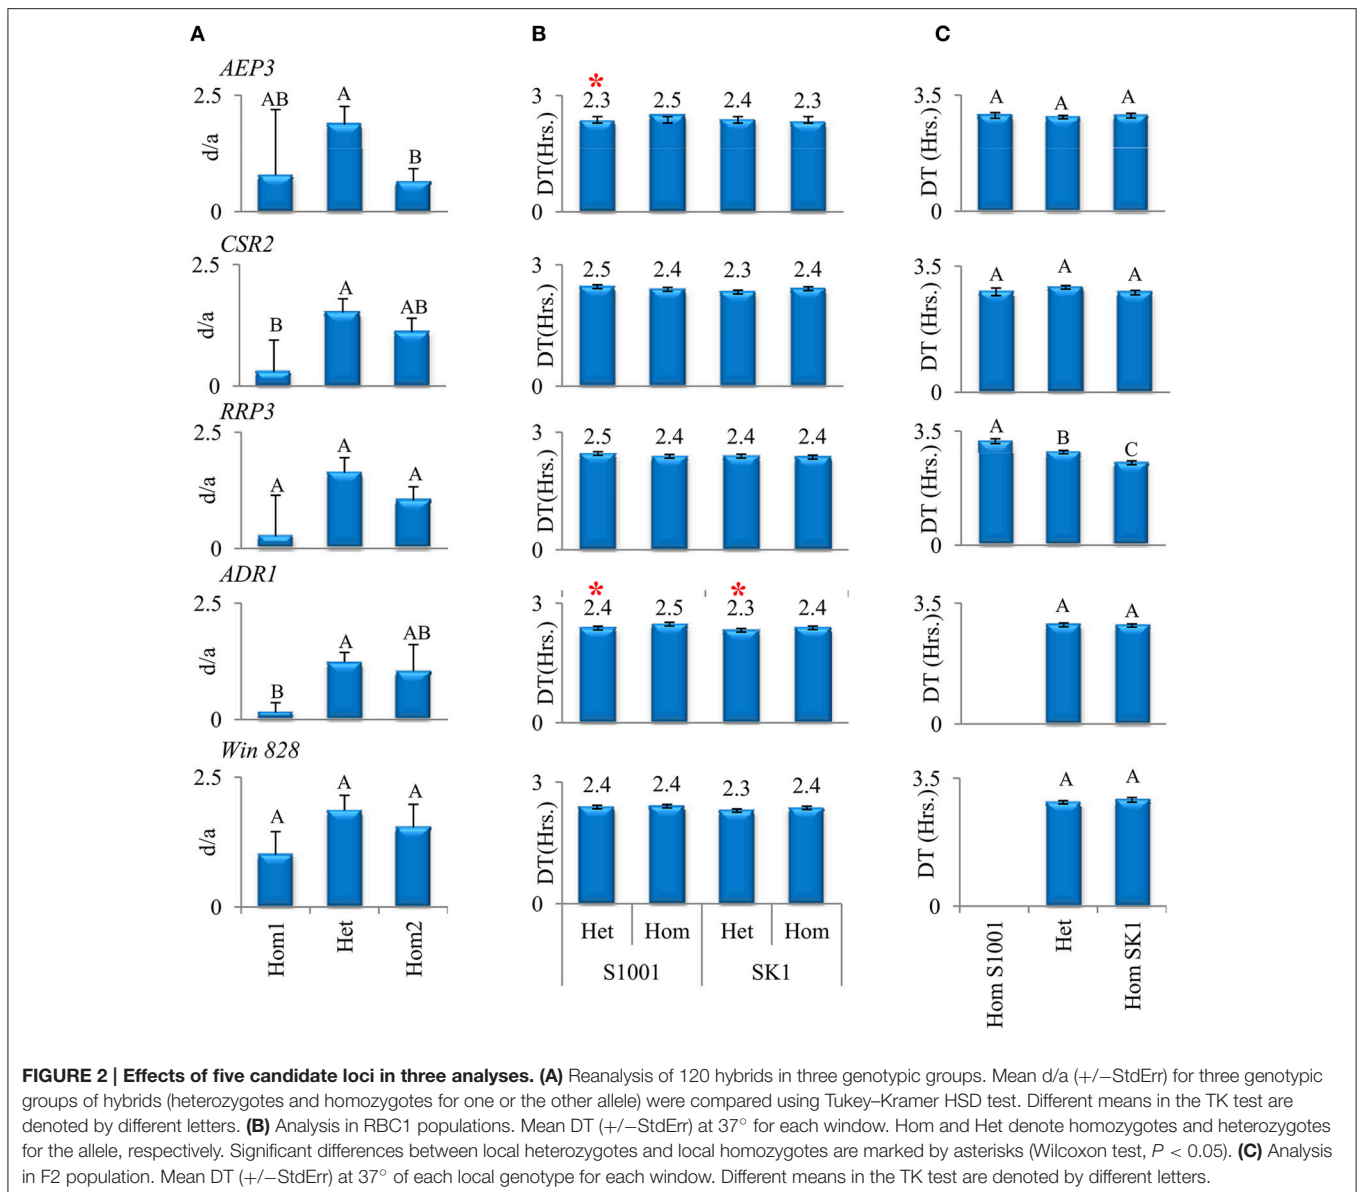 A B C
AEP3
2.5 AB A B
d/a
0
*
3 2.3 2.5 2.4 2.3
DT(Hrs.)
0
3.5 A A A
DT (Hrs.)
0
CSR2
2.5 B A AB
d/a
0
3 2.5 2.4 2.3 2.4
DT(Hrs.)
0
3.5 A A A
DT (Hrs.)
0
RRP3
2.5 A A A
d/a
0
3 2.5 2.4 2.4 2.4
DT(Hrs.)
0
3.5 A B C
DT (Hrs.)
0
ADR1
2.5 B A AB
d/a
0
* *
3 2.4 2.5 2.3 2.4
DT(Hrs.)
0
3.5 A A
DT (Hrs.)
0
Win 828
2.5 A A A
d/a
0
Hom1 Het Hom2
3 2.4 2.4 2.3 2.4
DT(Hrs.)
0
Het Hom Het Hom
S1001 SK1
3.5 A A
DT (Hrs.)
0
Hom S1001 Het Hom SK1
FIGURE 2 | Effects of five candidate loci in three analyses. (A) Reanalysis of 120 hybrids in three genotypic groups. Mean d/a (+/−StdErr) for three genotypic
groups of hybrids (heterozygotes and homozygotes for one or the other allele) were compared using Tukey–Kramer HSD test. Different means in the TK test are
denoted by different letters. (B) Analysis in RBC1 populations. Mean DT (+/−StdErr) at 37° for each window. Hom and Het denote homozygotes and heterozygotes
for the allele, respectively. Significant differences between local heterozygotes and local homozygotes are marked by asterisks (Wilcoxon test, P < 0.05). (C) Analysis
in F2 population. Mean DT (+/−StdErr) at 37° of each local genotype for each window. Different means in the TK test are denoted by different letters.